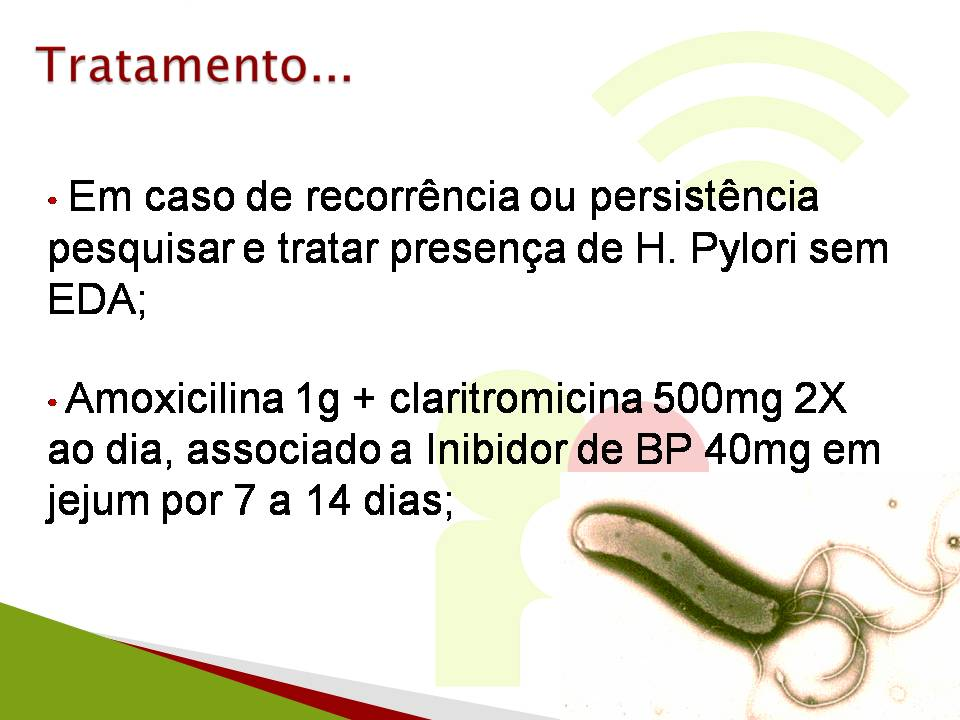 Tratamento...
• Em caso de recorrência ou persistência
pesquisar e tratar presença de H. Pylori sem
EDA;
• Amoxicilina 1g + claritromicina 500mg 2X
ao dia, associado a Inibidor de BP 40mg em
jejum por 7 a 14 dias;